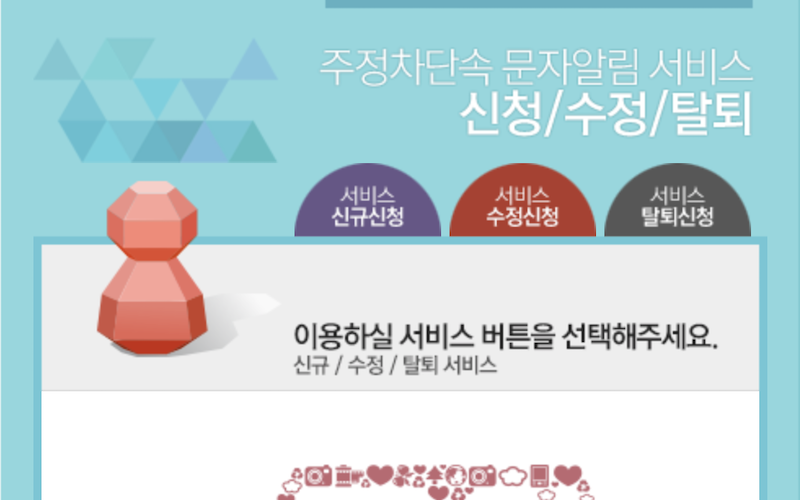 주정차단속 문자알림 서비스
신청/수정/탈퇴
서비스
신규신청
서비스
수정신청
서비스
탈퇴신청
이용하실 서비스 버튼을 선택해주세요.
신규 / 수정 / 탈퇴 서비스